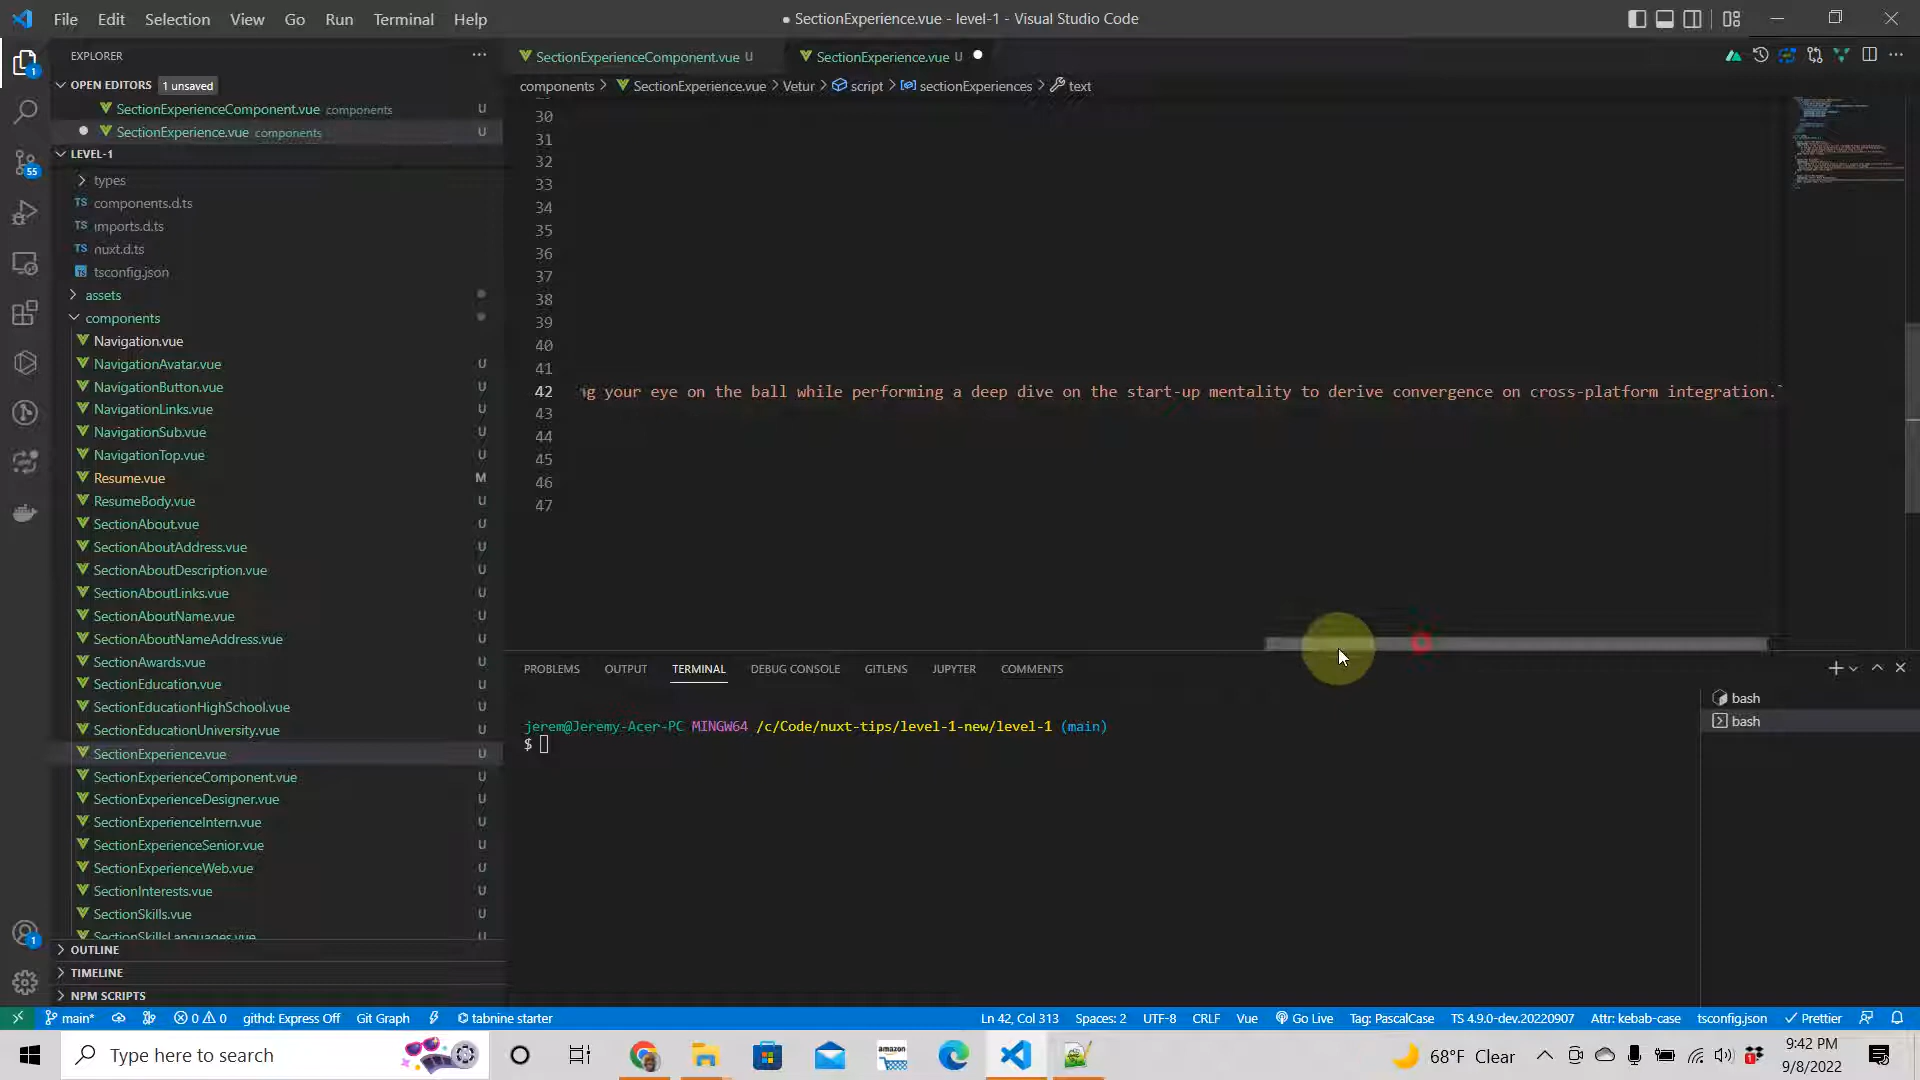 File Edit Selection View Go Run Terminal Help
● SectionExperience.vue - level-1 - Visual Studio Code
EXPLORER
OPEN EDITORS 1 unsaved
SectionExperienceComponent.vue components U
SectionExperience.vue components U
LEVEL-1
types
TS components.d.ts
TS imports.d.ts
TS nuxt.d.ts
tsconfig.json
assets
components
Navigation.vue
NavigationAvatar.vue U
NavigationButton.vue U
NavigationLinks.vue U
NavigationSub.vue U
NavigationTop.vue U
Resume.vue M
ResumeBody.vue U
SectionAbout.vue U
SectionAboutAddress.vue U
SectionAboutDescription.vue U
SectionAboutLinks.vue U
SectionAboutName.vue U
SectionAboutNameAddress.vue U
SectionAwards.vue U
SectionEducation.vue U
SectionEducationHighSchool.vue U
SectionEducationUniversity.vue U
SectionExperience.vue U
SectionExperienceComponent.vue U
SectionExperienceDesigner.vue U
SectionExperienceIntern.vue U
SectionExperienceSenior.vue U
SectionExperienceWeb.vue U
SectionInterests.vue U
SectionSkills.vue U
SectionSkillsLanguages.vue U
OUTLINE
TIMELINE
NPM SCRIPTS
1
55
1
SectionExperienceComponent.vue U
SectionExperience.vue U ●
components > SectionExperience.vue > Vetur > script > sectionExperiences > text
30
31
32
33
34
35
36
37
38
39
40
41
42 ng your eye on the ball while performing a deep dive on the start-up mentality to derive convergence on cross-platform integration.`
43
44
45
46
47
PROBLEMS OUTPUT TERMINAL DEBUG CONSOLE GITLENS JUPYTER COMMENTS
bash
bash
jerem@Jeremy-Acer-PC MINGW64 /c/Code/nuxt-tips/level-1-new/level-1 (main)
$
main* 0 0 githd: Express Off Git Graph tabnine starter
Ln 42, Col 313 Spaces: 2 UTF-8 CRLF Vue Go Live Tag: PascalCase TS 4.9.0-dev.20220907 Attr: kebab-case tsconfig.json Prettier
Type here to search
amazon
68°F Clear
9:42 PM
9/8/2022